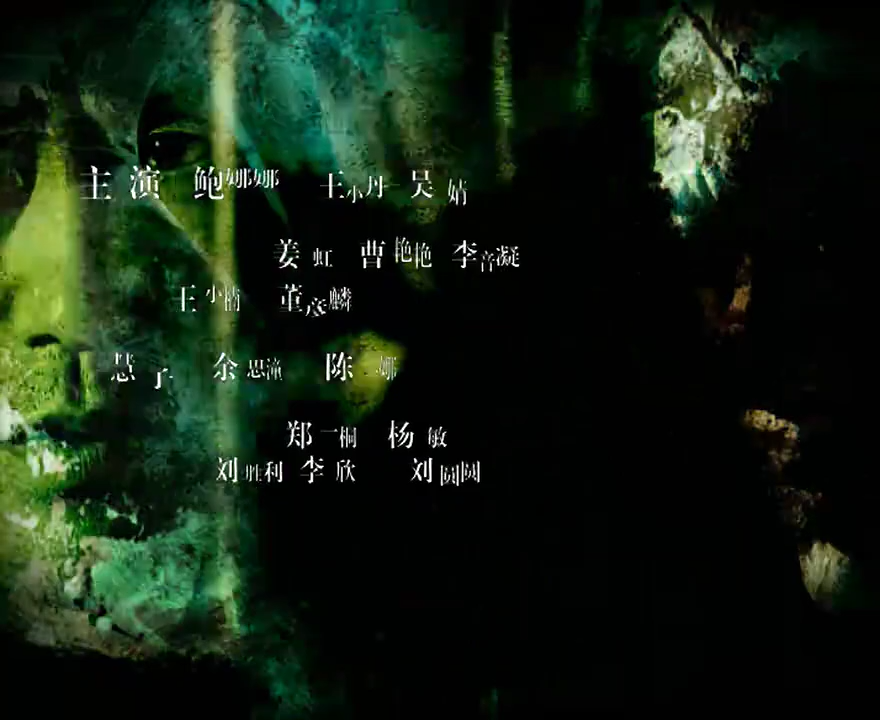 主演 鲍娜娜 王小丹 吴婧
姜虹 曹艳艳 李音凝
王小楠 董彦麟
慧子 余思潼 陈娜
郑一桐 杨敏
刘胜利 李欣 刘圆圆